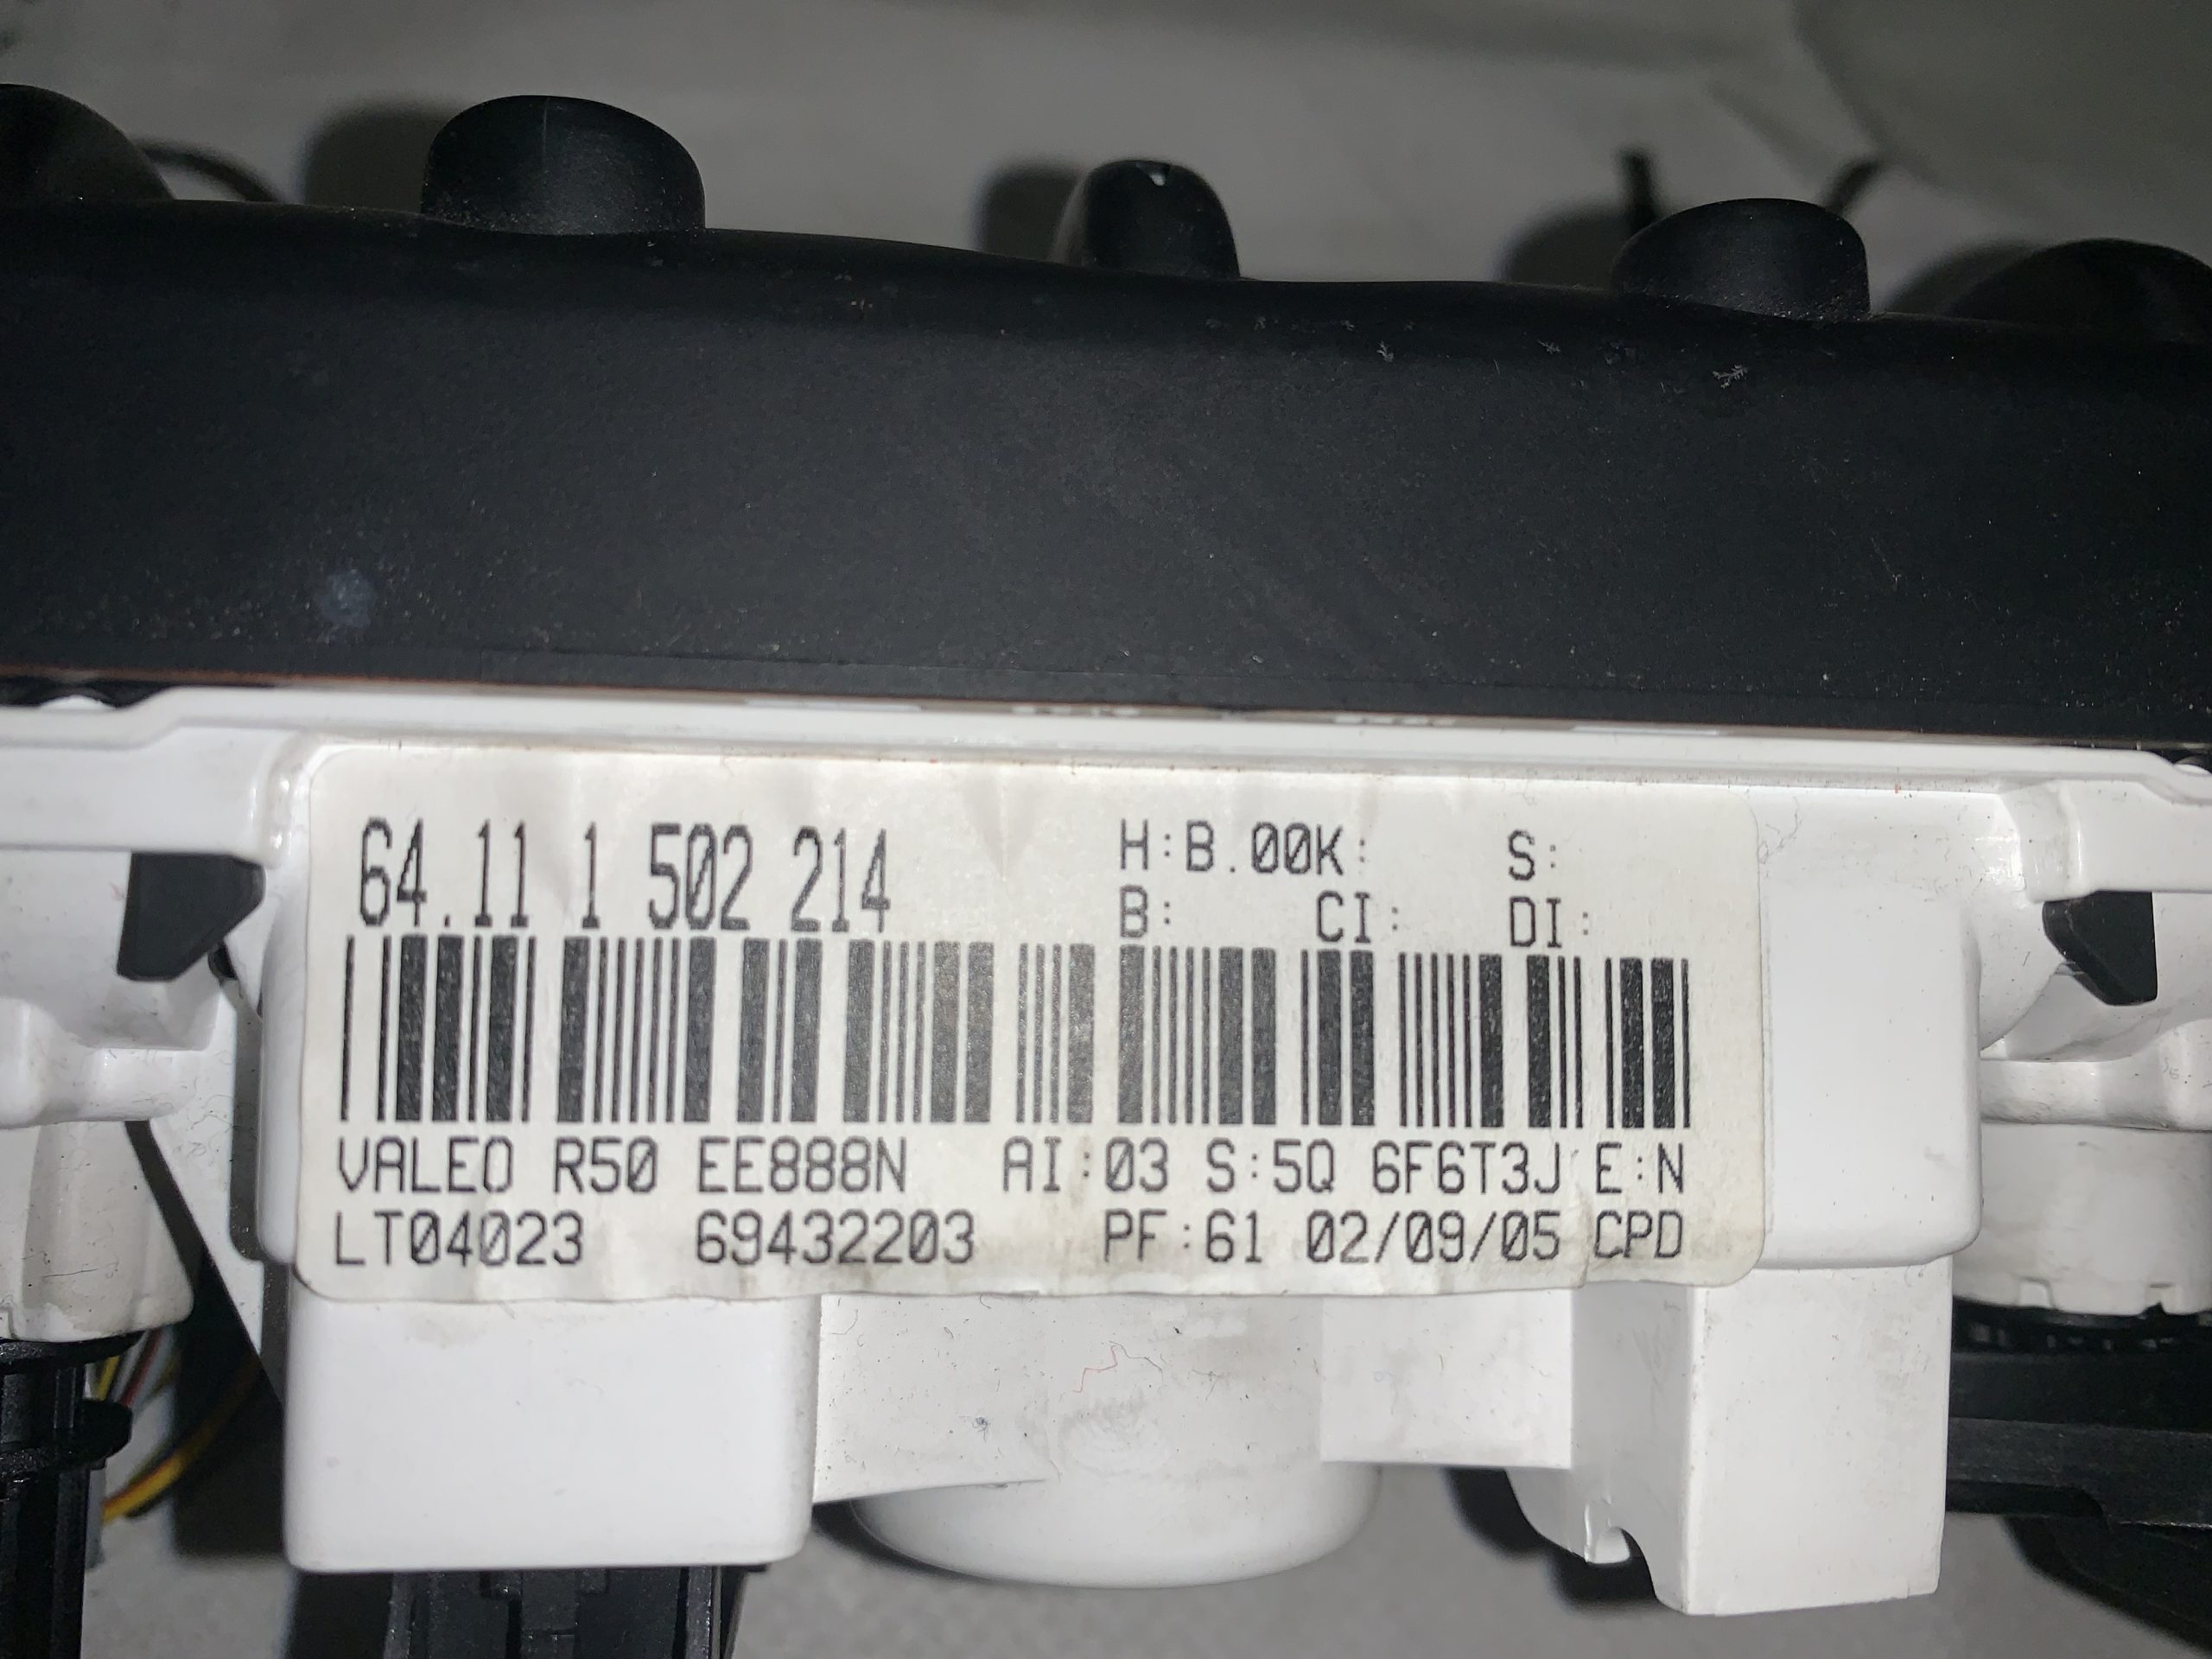 64.11 1 502 214
H:B.00K: S:
B: CI: DI:
VALEO R50 EE888N AI:03 S:5Q 6F6T3J E:N
LT04023 69432203 PF:61 02/09/05 CPD